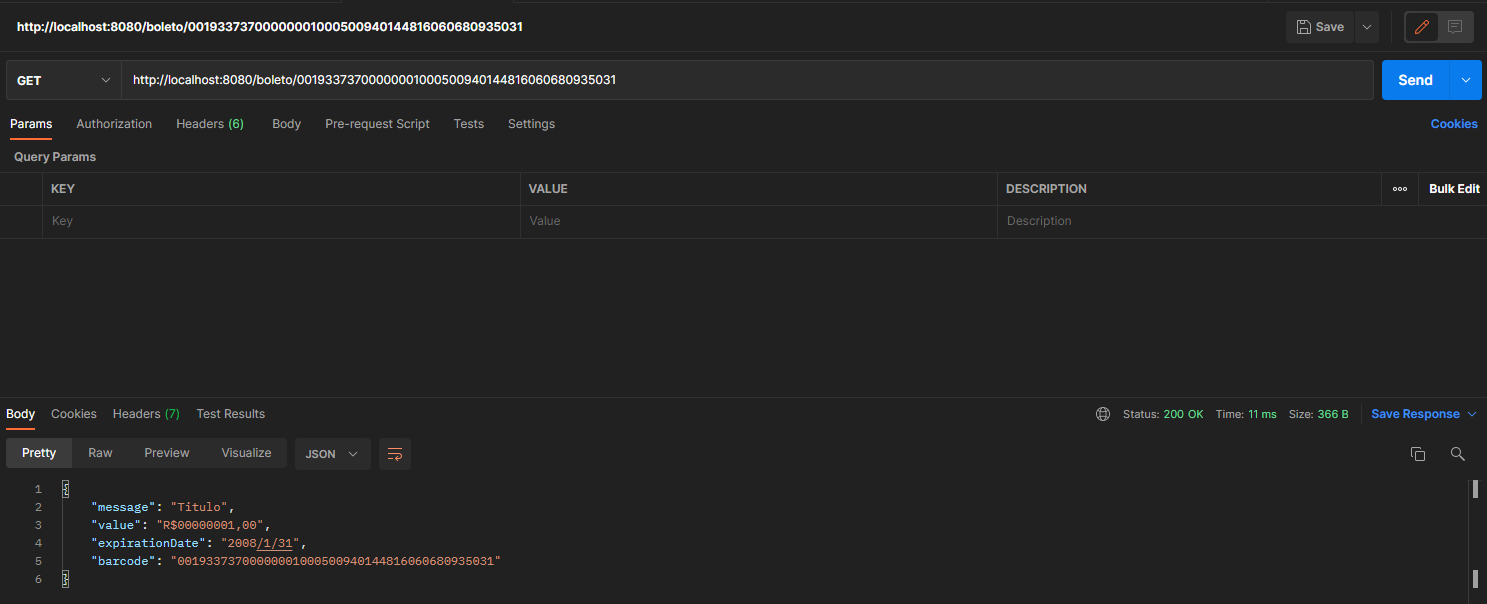 http://localhost:8080/boleto/00193373700000001000500940144816060680935031
Save
GET
http://localhost:8080/boleto/00193373700000001000500940144816060680935031
Send
Params Authorization Headers (6) Body Pre-request Script Tests Settings Cookies
Query Params
KEY VALUE DESCRIPTION Bulk Edit
Key Value Description
Body Cookies Headers (7) Test Results Status: 200 OK Time: 11 ms Size: 366 B Save Response
Pretty Raw Preview Visualize JSON
1 {
2 "message": "Titulo",
3 "value": "R$00000001,00",
4 "expirationDate": "2008/1/31",
5 "barcode": "00193373700000001000500940144816060680935031"
6 }